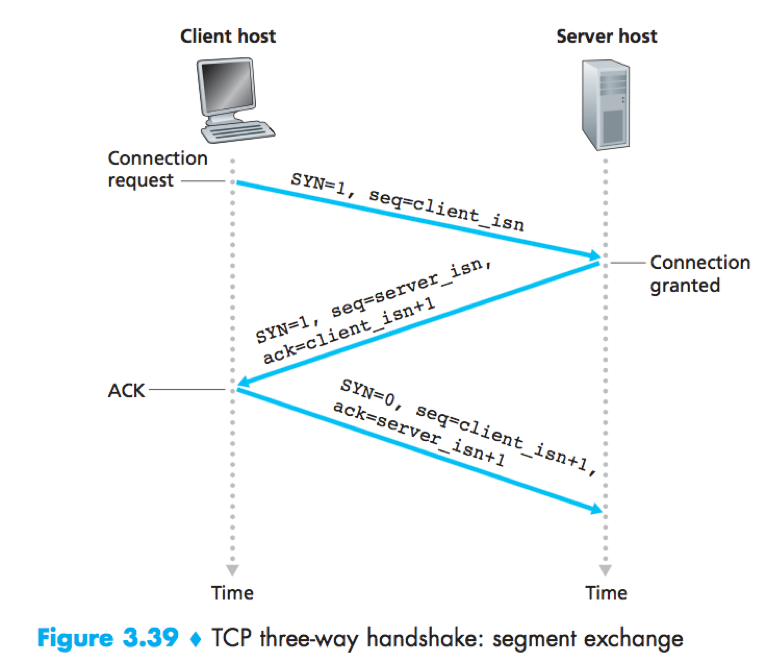 Client host
Server host
Connection
request
SYN=1, seq=client_isn
Connection
granted
SYN=1, seq=server_isn,
ack=client_isn+1
ACK
SYN=0, seq=client_isn+1,
ack=server_isn+1
Time
Time
Figure 3.39 ♦ TCP three-way handshake: segment exchange